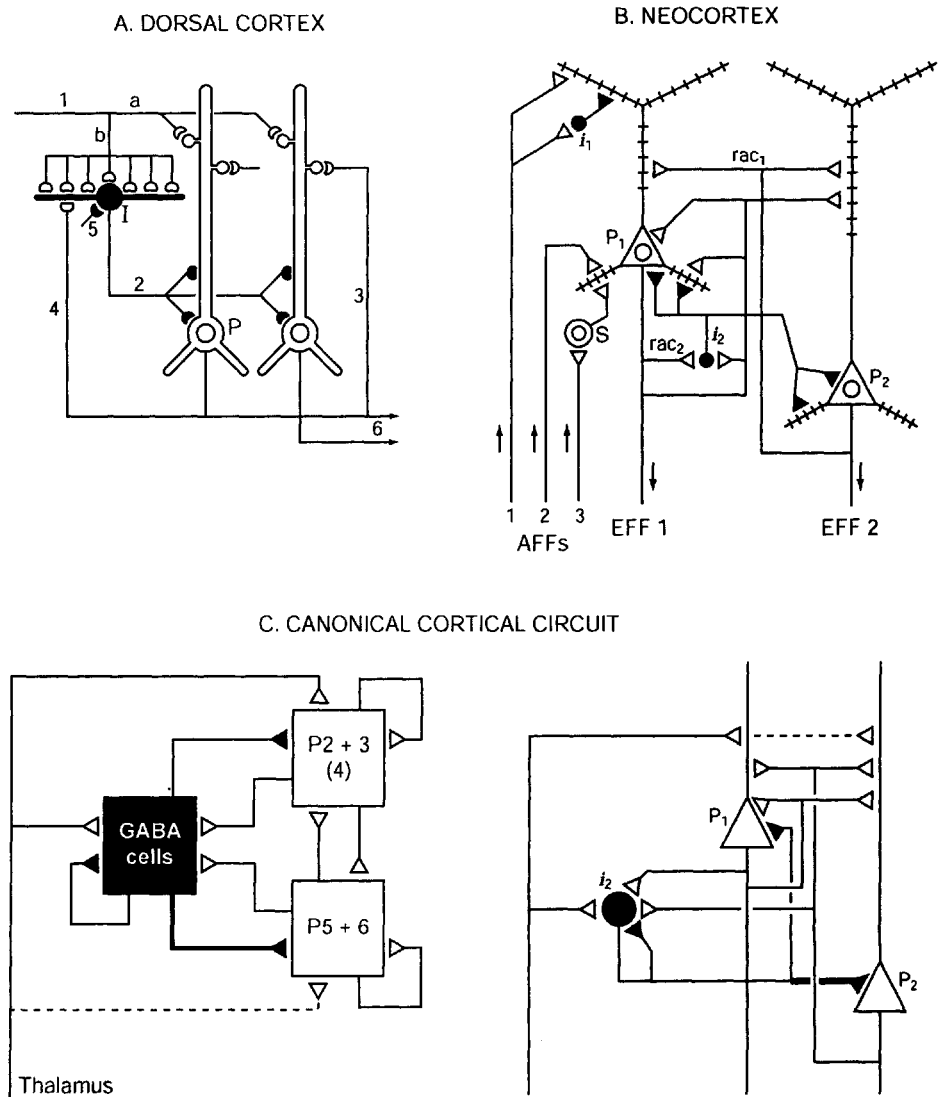 A. DORSAL CORTEX
1
a
b
I
5
2
4
3
P
6
B. NEOCORTEX
i1
rac1
P1
S
rac2
i2
P2
1 2 3
AFFs
EFF 1
EFF 2
C. CANONICAL CORTICAL CIRCUIT
P2 + 3
(4)
GABA
cells
P5 + 6
Thalamus
P1
i2
P2